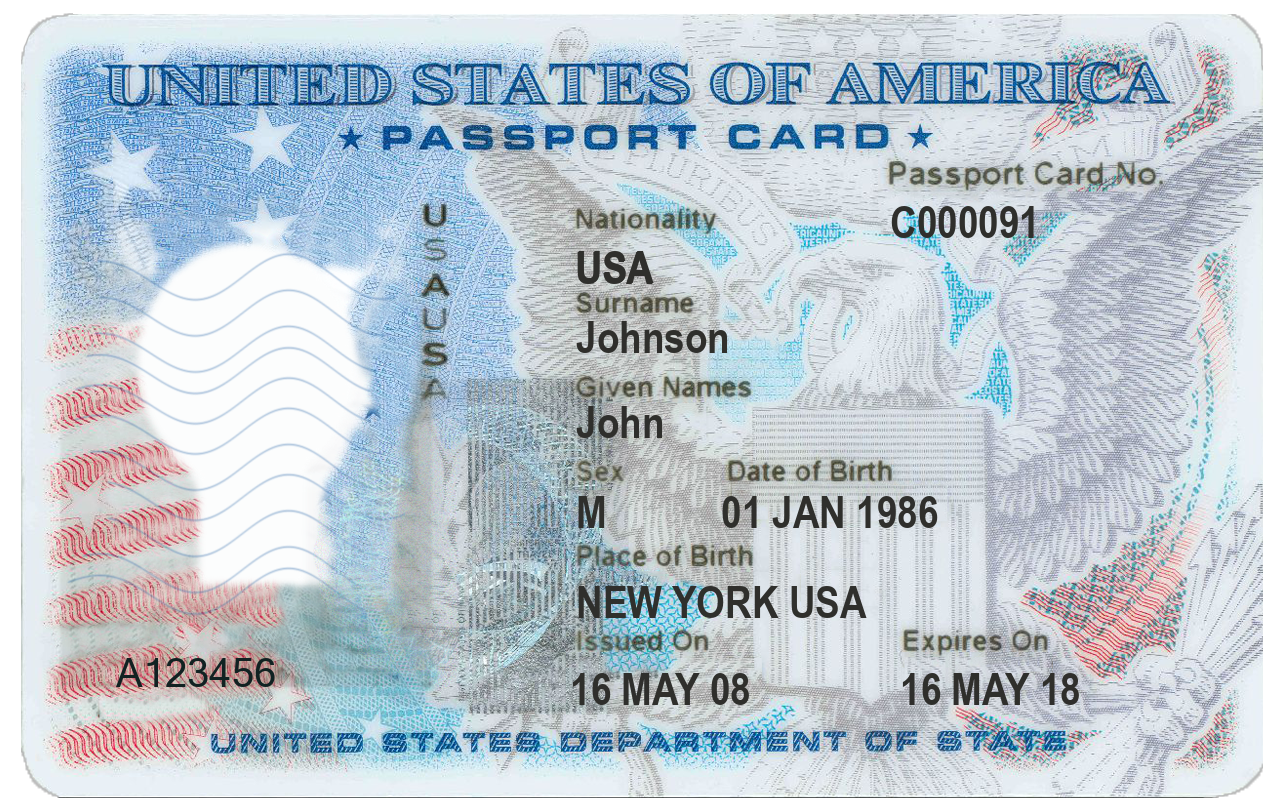 UNITED STATES OF AMERICA
★ PASSPORT CARD ★
Passport Card No.
C000091
Nationality
USA
USAUSA
Surname
Johnson
Given Names
John
Sex Date of Birth
M 01 JAN 1986
Place of Birth
NEW YORK USA
Issued On Expires On
16 MAY 08 16 MAY 18
A123456
UNITED STATES DEPARTMENT OF STATE